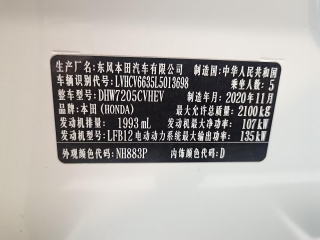 生产厂名:东风本田汽车有限公司 制造国:中华人民共和国
车辆识别代号:LVHCV6635L5013698 乘坐人数:5
整车型号:DHW7205CVHEV 制造年月:2020年11月
品牌:本田(HONDA) 最大允许总质量:2100kg
发动机排量:1993mL 发动机最大净功率:107kW
发动机型号:LFB12 电动动力系统最大输出功率:135kW
外观颜色代码:NH883P 内饰颜色代码:D